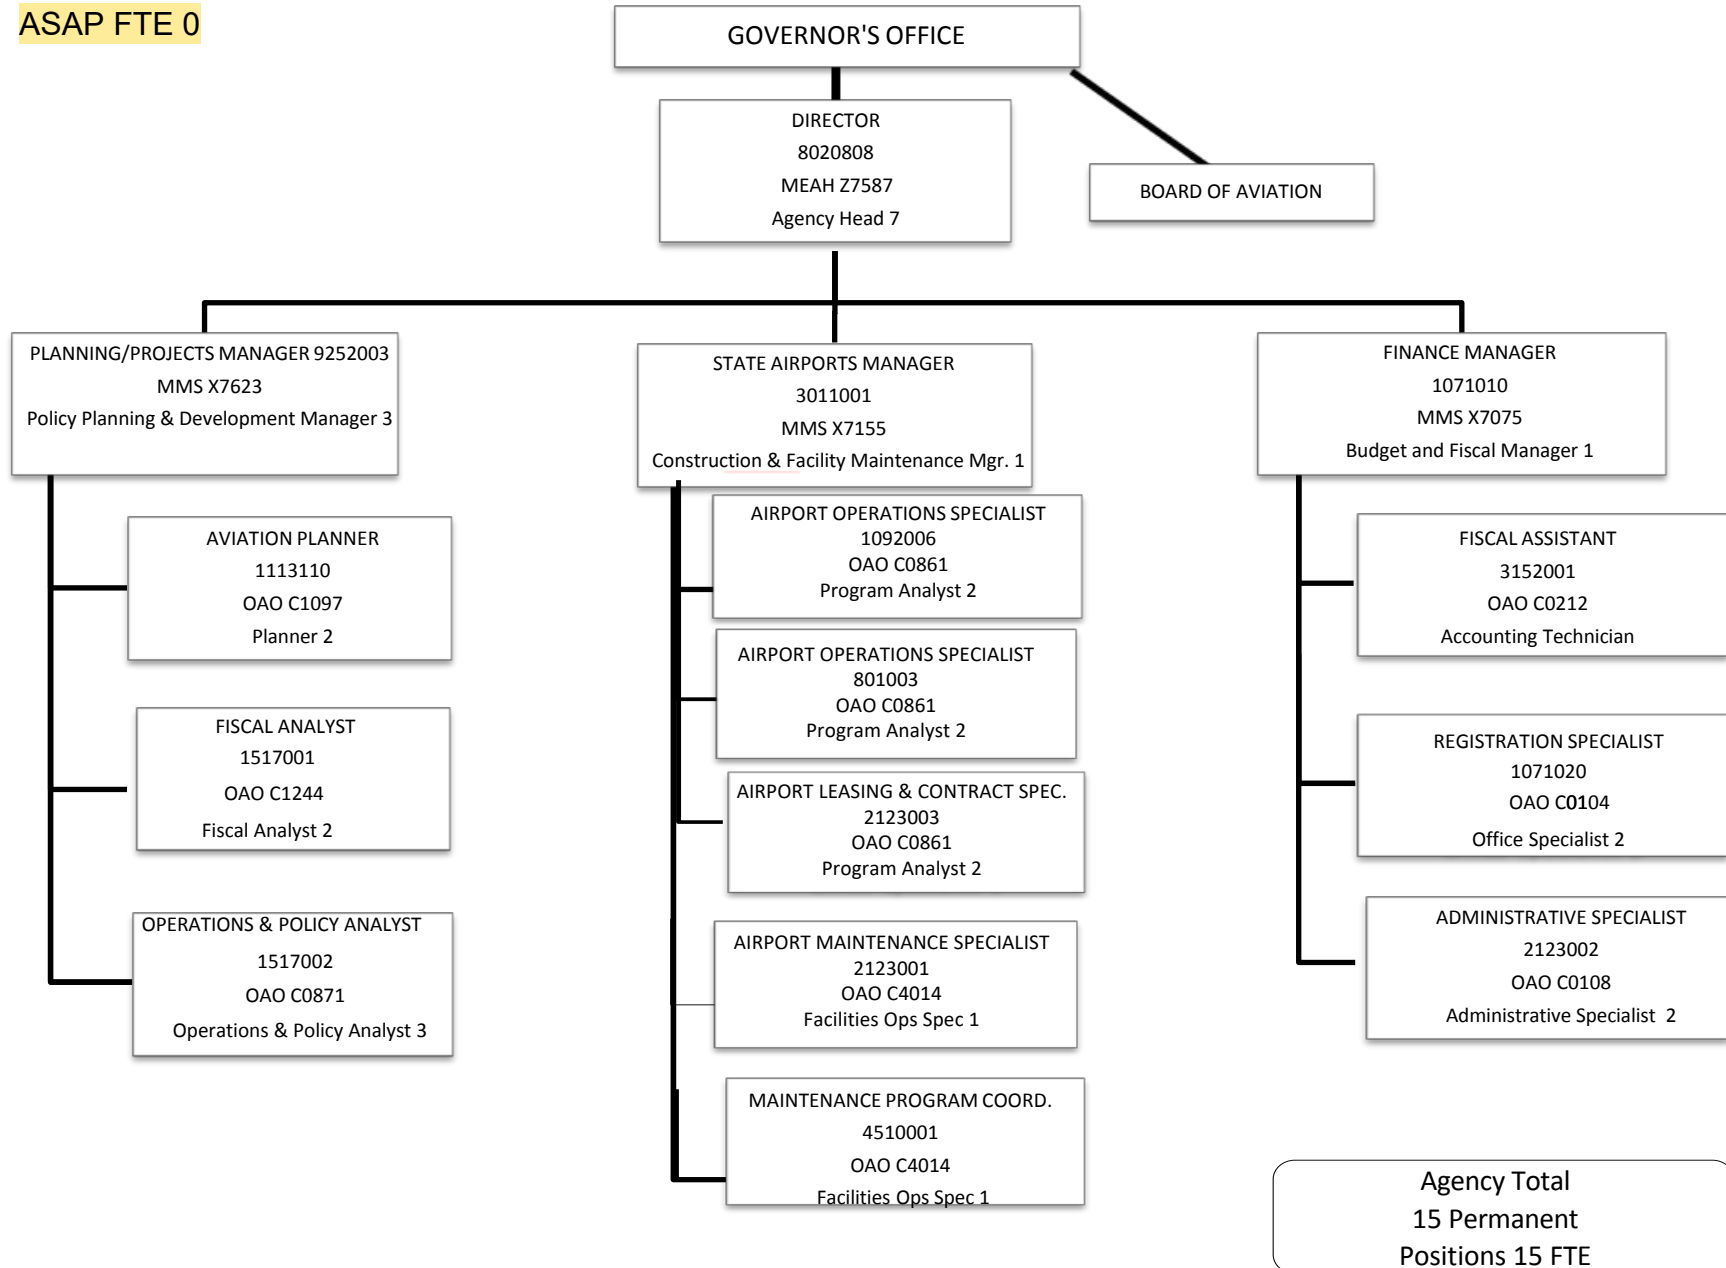 ASAP FTE 0
GOVERNOR'S OFFICE
DIRECTOR
8020808
MEAH Z7587
Agency Head 7
BOARD OF AVIATION
PLANNING/PROJECTS MANAGER 9252003
MMS X7623
Policy Planning & Development Manager 3
AVIATION PLANNER
1113110
OAO C1097
Planner 2
FISCAL ANALYST
1517001
OAO C1244
Fiscal Analyst 2
OPERATIONS & POLICY ANALYST
1517002
OAO C0871
Operations & Policy Analyst 3
STATE AIRPORTS MANAGER
3011001
MMS X7155
Construction & Facility Maintenance Mgr. 1
AIRPORT OPERATIONS SPECIALIST
1092006
OAO C0861
Program Analyst 2
AIRPORT OPERATIONS SPECIALIST
801003
OAO C0861
Program Analyst 2
AIRPORT LEASING & CONTRACT SPEC.
2123003
OAO C0861
Program Analyst 2
AIRPORT MAINTENANCE SPECIALIST
2123001
OAO C4014
Facilities Ops Spec 1
MAINTENANCE PROGRAM COORD.
4510001
OAO C4014
Facilities Ops Spec 1
FINANCE MANAGER
1071010
MMS X7075
Budget and Fiscal Manager 1
FISCAL ASSISTANT
3152001
OAO C0212
Accounting Technician
REGISTRATION SPECIALIST
1071020
OAO C0104
Office Specialist 2
ADMINISTRATIVE SPECIALIST
2123002
OAO C0108
Administrative Specialist 2
Agency Total
15 Permanent
Positions 15 FTE